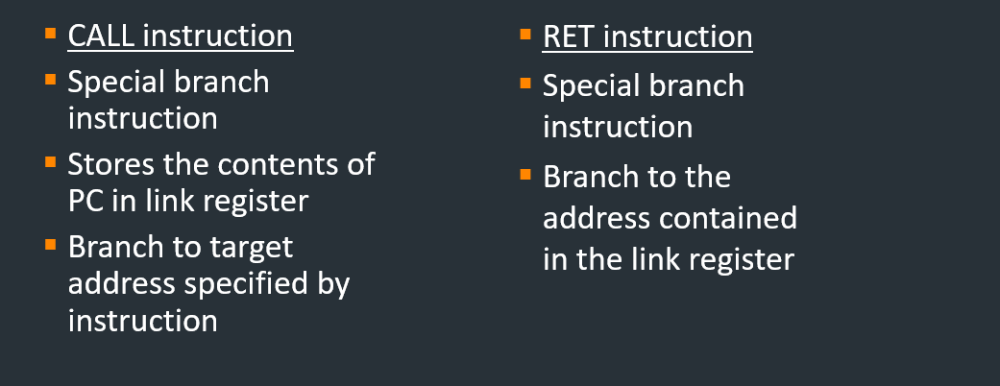 CALL instruction
Special branch
instruction
Stores the contents of
PC in link register
Branch to target
address specified by
instruction
RET instruction
Special branch
instruction
Branch to the
address contained
in the link register